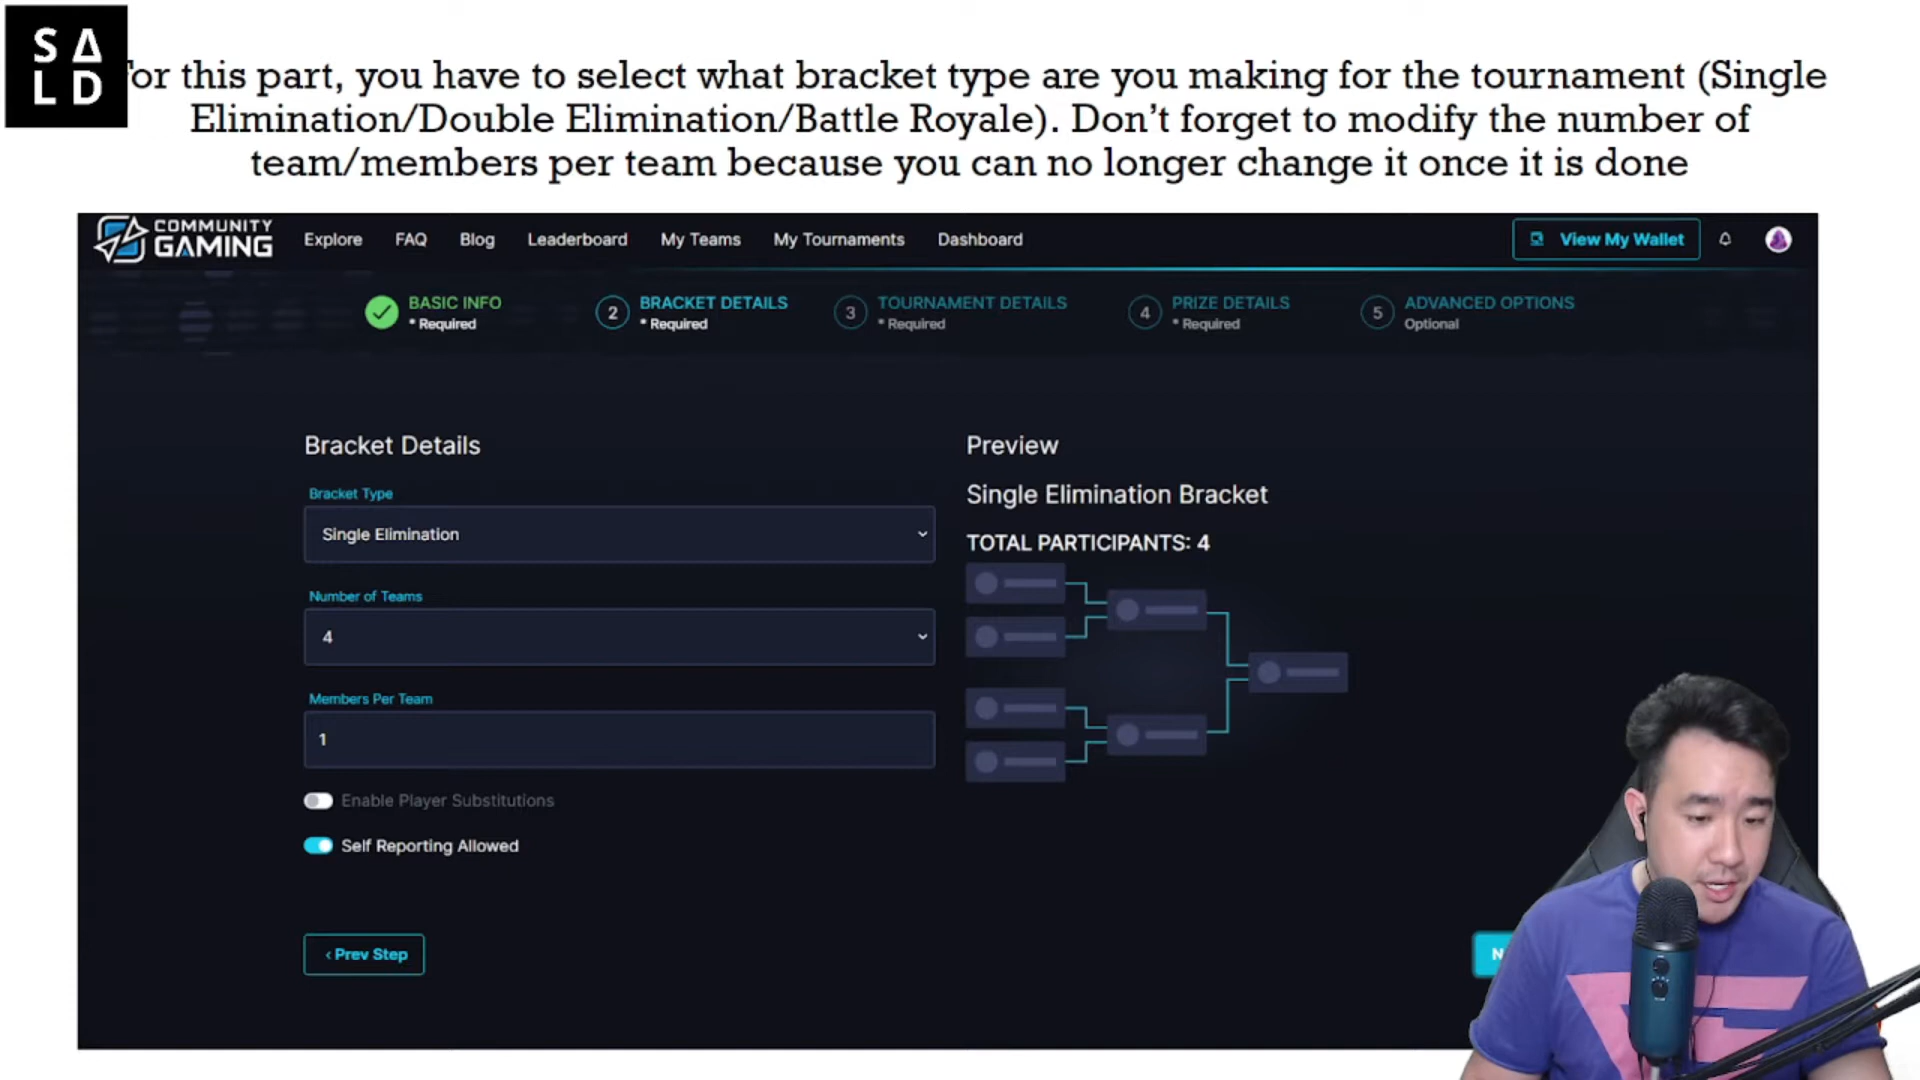 SA
LD
or this part, you have to select what bracket type are you making for the tournament (Single
Elimination/Double Elimination/Battle Royale). Don’t forget to modify the number of
team/members per team because you can no longer change it once it is done
COMMUNITY
GAMING
Explore FAQ Blog Leaderboard My Teams My Tournaments Dashboard
View My Wallet
BASIC INFO
* Required
2 BRACKET DETAILS
* Required
3 TOURNAMENT DETAILS
* Required
4 PRIZE DETAILS
* Required
5 ADVANCED OPTIONS
Optional
Bracket Details
Bracket Type
Single Elimination
Number of Teams
4
Members Per Team
1
Enable Player Substitutions
Self Reporting Allowed
‹ Prev Step
Preview
Single Elimination Bracket
TOTAL PARTICIPANTS: 4